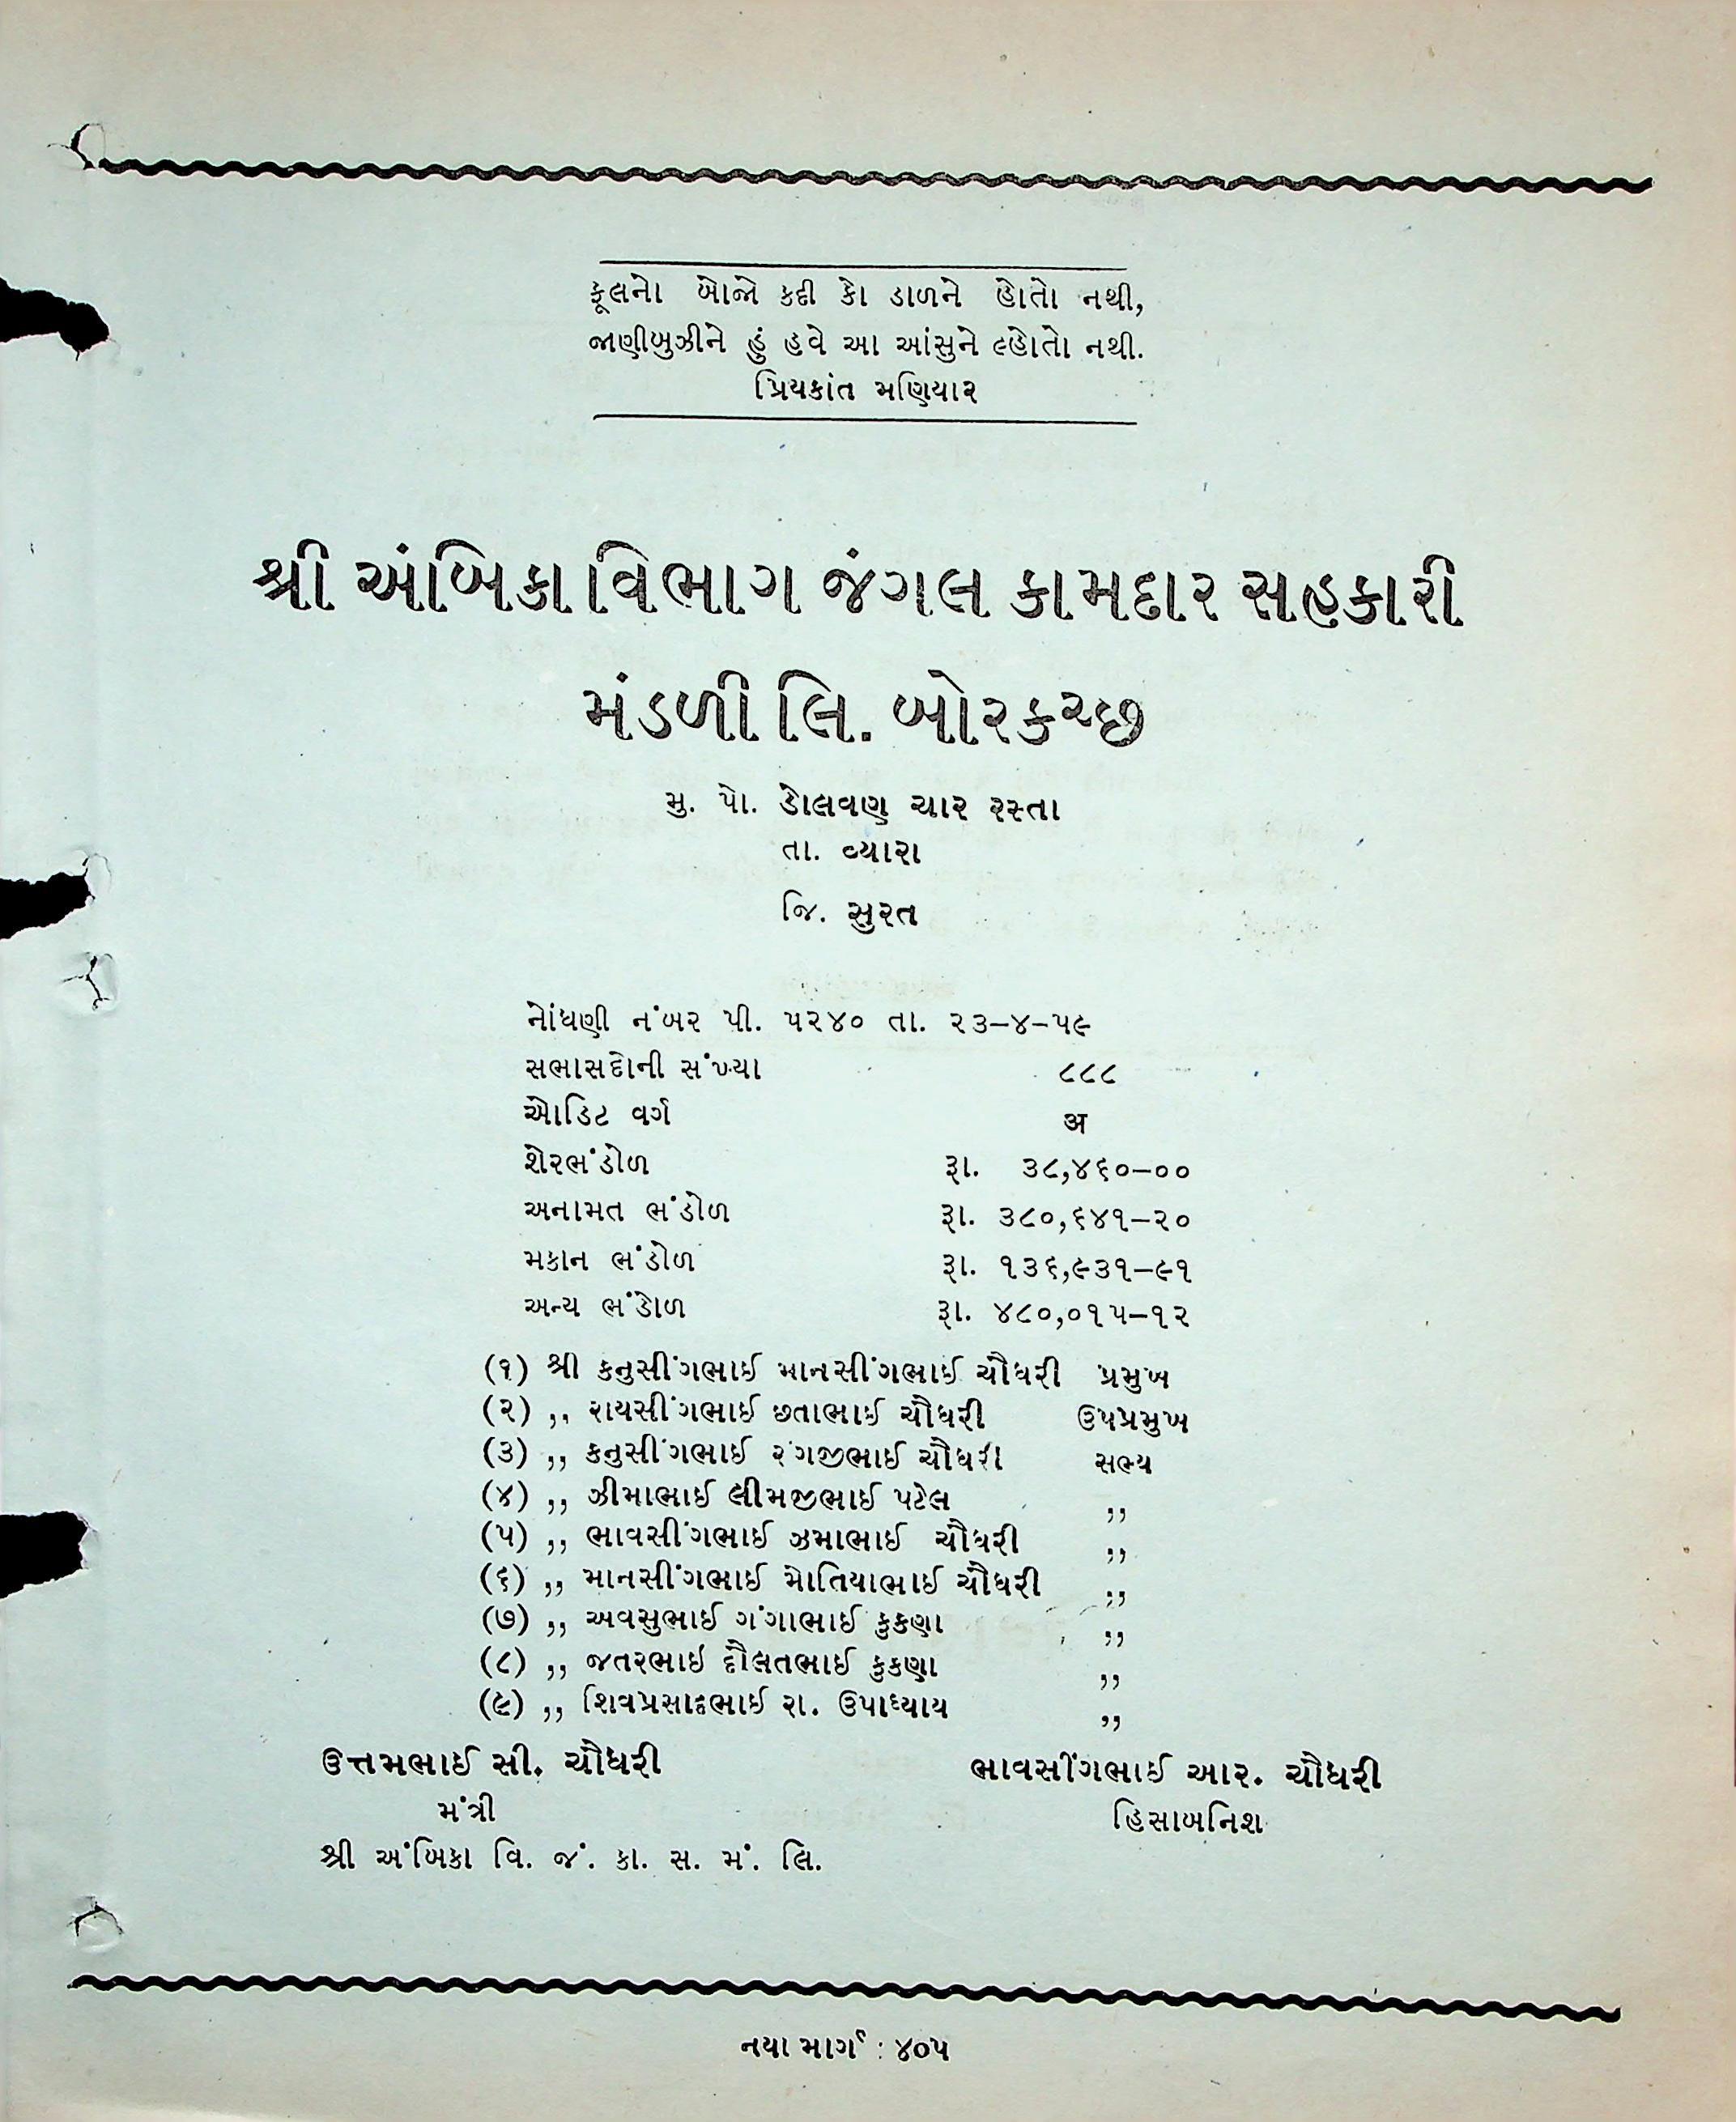 ફૂલનો બોજો કદી કો ડાળને હોતો નથી,
જાણીબુઝીને હું હવે આ આંસુને લ્હોતો નથી.
પ્રિયકાંત મણિયાર
શ્રી અંબિકા વિભાગ જંગલ કામદાર સહકારી
મંડળી લિ. બોરકચ્છ
મુ. પો. ડોલવણ ચાર રસ્તા
તા. વ્યારા
જિ. સુરત
નોંધણી નંબર પી. ૫૨૪૦ તા. ૨૩–૪–૫૯
સભાસદોની સંખ્યા ૮૮૮
ઓડિટ વર્ગ अ
શેરભંડોળ રૂા. ૩૮,૪૬૦–૦૦
અનામત ભંડોળ રૂા. ૩૮૦,૬૪૧–૨૦
મકાન ભંડોળ રૂા. ૧૩૬,૯૩૧–૯૧
અન્ય ભંડોળ રૂા. ૪૮૦,૦૧૫–૧૨
(૧) શ્રી કનુસીંગભાઈ માનસીંગભાઈ ચૌધરી પ્રમુખ
(૨) ,, રાયસીંગભાઈ છતાભાઈ ચૌધરી ઉપપ્રમુખ
(૩) ,, કનુસીંગભાઈ રંગજીભાઈ ચૌધરી સભ્ય
(૪) ,, ઝીમાભાઈ લીમજીભાઈ પટેલ ,,
(૫) ,, ભાવસીંગભાઈ ઝમાભાઈ ચૌધરી ,,
(૬) ,, માનસીંગભાઈ મોતિયાભાઈ ચૌધરી ,,
(૭) ,, અવસુભાઈ ગંગાભાઈ કુકણા ,,
(૮) ,, જતરભાઈ દૌલતભાઈ કુકણા ,,
(૯) ,, શિવપ્રસાદભાઈ રા. ઉપાધ્યાય ,,
ઉત્તમભાઈ સી. ચૌધરી ભાવસીંગભાઈ આર. ચૌધરી
મંત્રી હિસાબનિશ
શ્રી અંબિકા વિ. જં. કા. સ. મં. લિ.
નયા માર્ગ : ૪૦૫